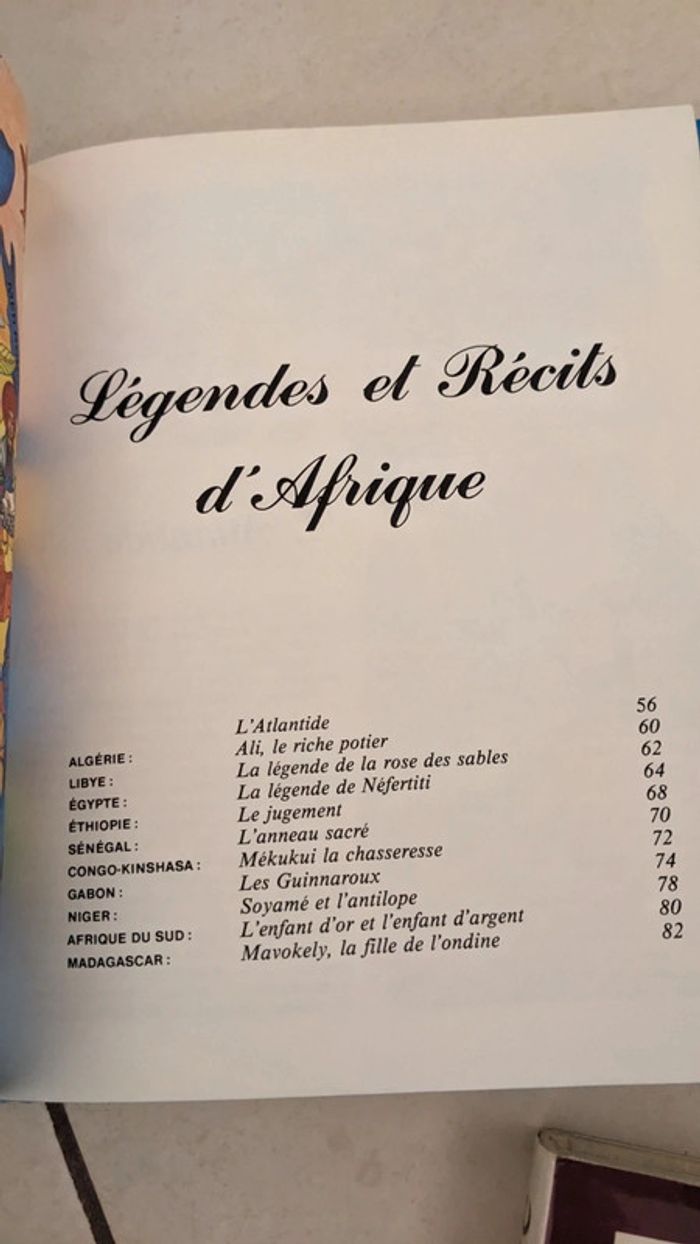 Légendes et Récits
d'Afrique
L'Atlantide 56
ALGÉRIE : Ali, le riche potier 60
LIBYE : La légende de la rose des sables 62
ÉGYPTE : La légende de Néfertiti 64
ÉTHIOPIE : Le jugement 68
SÉNÉGAL : L'anneau sacré 70
CONGO-KINSHASA : Mékukui la chasseresse 72
GABON : Les Guinnaroux 74
NIGER : Soyamé et l'antilope 78
AFRIQUE DU SUD : L'enfant d'or et l'enfant d'argent 80
MADAGASCAR : Mavokely, la fille de l'ondine 82